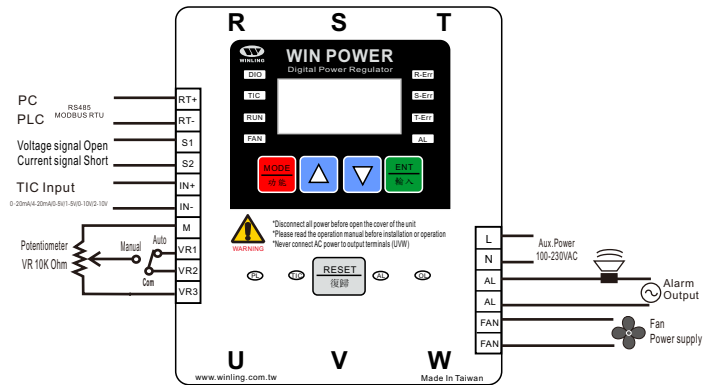 R S T
WINLING
WIN POWER
Digital Power Regulator
DIO
TIC
RUN
FAN
R-Err
S-Err
T-Err
AL
MODE
功能
ENT
輸入
WARNING
*Disconnect all power before open the cover of the unit
*Please read the operation manual before installation or operation
*Never connect AC power to output terminals (UVW)
PL
TIC
RESET
復歸
AL
OL
U V W
www.winling.com.tw
Made In Taiwan
PC
PLC
RS485
MODBUS RTU
Voltage signal Open
Current signal Short
TIC Input
0-20mA/4-20mA/0-5V/1-5V/0-10V/2-10V
Potentiometer
VR 10K Ohm
Manual
Auto
Com
RT+
RT-
S1
S2
IN+
IN-
M
VR1
VR2
VR3
L
N
AL
AL
FAN
FAN
Aux.Power
100-230VAC
Alarm
Output
Fan
Power supply